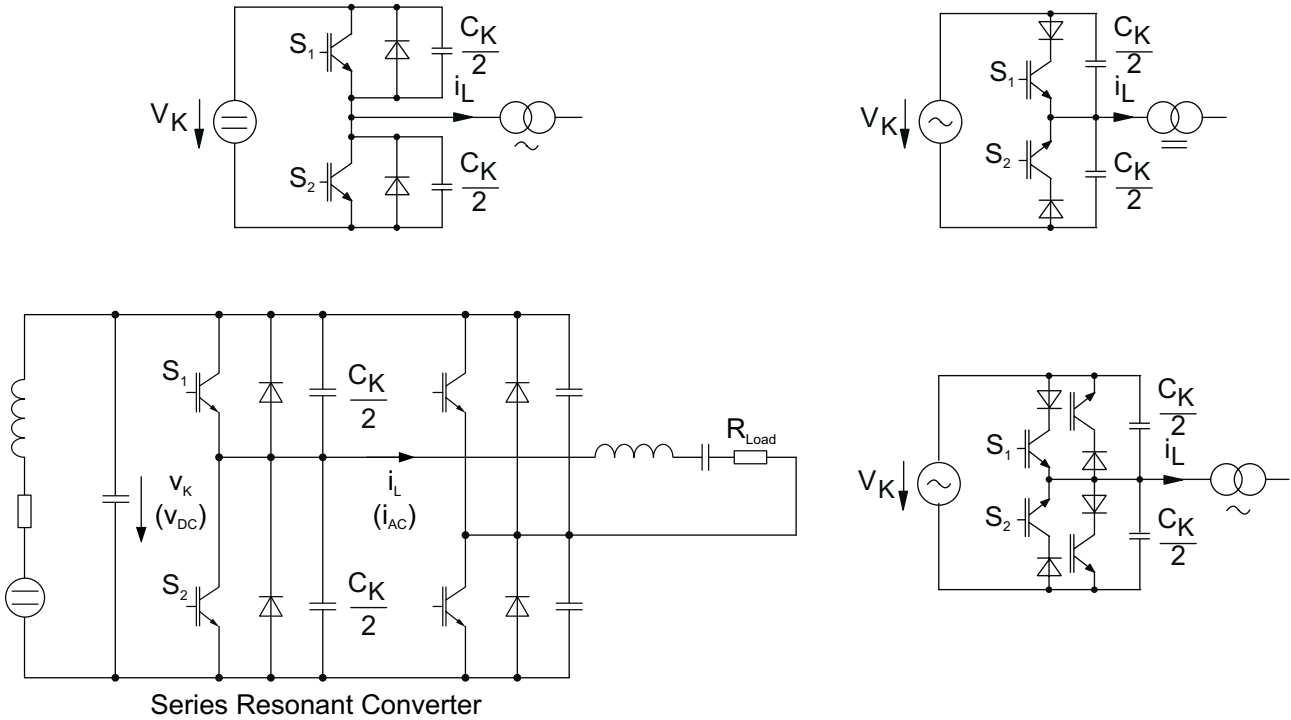 S1
CK
2
iL
VK
S2
CK
2
CK
2
S1
iL
VK
S2
CK
2
S1
CK
2
RLoad
vK
(vDC)
iL
(iAC)
S2
CK
2
Series Resonant Converter
CK
2
S1
iL
VK
S2
CK
2